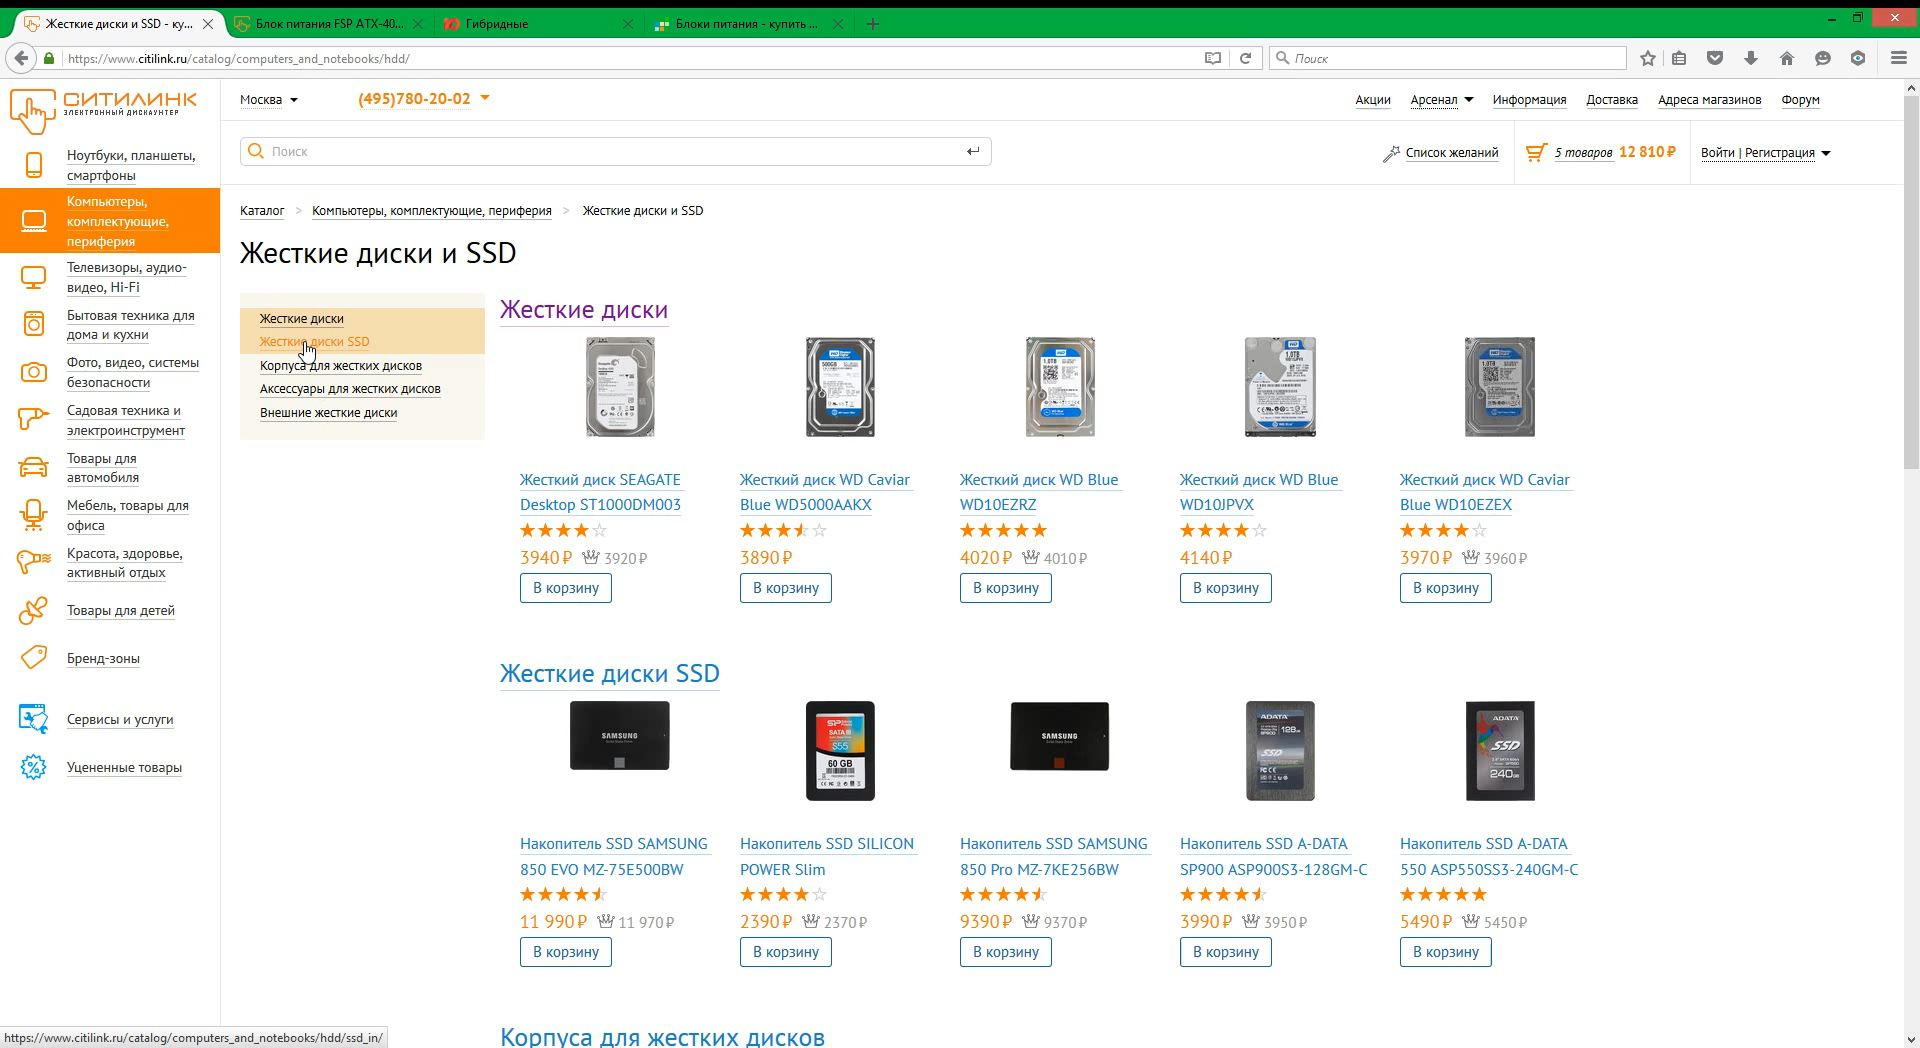 Жесткие диски и SSD - ку...
Блок питания FSP ATX-40...
Гибридные
Блоки питания - купить ...
https://www.citilink.ru/catalog/computers_and_notebooks/hdd/
Поиск
СИТИЛИНК
ЭЛЕКТРОННЫЙ ДИСКАУНТЕР
Москва
(495)780-20-02
Акции
Арсенал
Информация
Доставка
Адреса магазинов
Форум
Поиск
Список желаний
5 товаров 12 810 ₽
Войти | Регистрация
Ноутбуки, планшеты,
смартфоны
Компьютеры,
комплектующие,
периферия
Телевизоры, аудио-
видео, Hi-Fi
Бытовая техника для
дома и кухни
Фото, видео, системы
безопасности
Садовая техника и
электроинструмент
Товары для
автомобиля
Мебель, товары для
офиса
Красота, здоровье,
активный отдых
Товары для детей
Бренд-зоны
Сервисы и услуги
Уцененные товары
Каталог > Компьютеры, комплектующие, периферия > Жесткие диски и SSD
Жесткие диски и SSD
Жесткие диски
Жесткие диски SSD
Корпуса для жестких дисков
Аксессуары для жестких дисков
Внешние жесткие диски
Жесткие диски
Жесткий диск SEAGATE
Desktop ST1000DM003
3940 ₽ 3920 ₽
В корзину
Жесткий диск WD Caviar
Blue WD5000AAKX
3890 ₽
В корзину
Жесткий диск WD Blue
WD10EZRZ
4020 ₽ 4010 ₽
В корзину
Жесткий диск WD Blue
WD10JPVX
4140 ₽
В корзину
Жесткий диск WD Caviar
Blue WD10EZEX
3970 ₽ 3960 ₽
В корзину
Жесткие диски SSD
SAMSUNG
SP
SATA III
S55
60 GB
SAMSUNG
ADATA
128GB
SSD
ADATA
SSD
240GB
Накопитель SSD SAMSUNG
850 EVO MZ-75E500BW
11 990 ₽ 11 970 ₽
В корзину
Накопитель SSD SILICON
POWER Slim
2390 ₽ 2370 ₽
В корзину
Накопитель SSD SAMSUNG
850 Pro MZ-7KE256BW
9390 ₽ 9370 ₽
В корзину
Накопитель SSD A-DATA
SP900 ASP900S3-128GM-C
3990 ₽ 3950 ₽
В корзину
Накопитель SSD A-DATA
550 ASP550SS3-240GM-C
5490 ₽ 5450 ₽
В корзину
Корпуса для жестких дисков
https://www.citilink.ru/catalog/computers_and_notebooks/hdd/ssd_in/